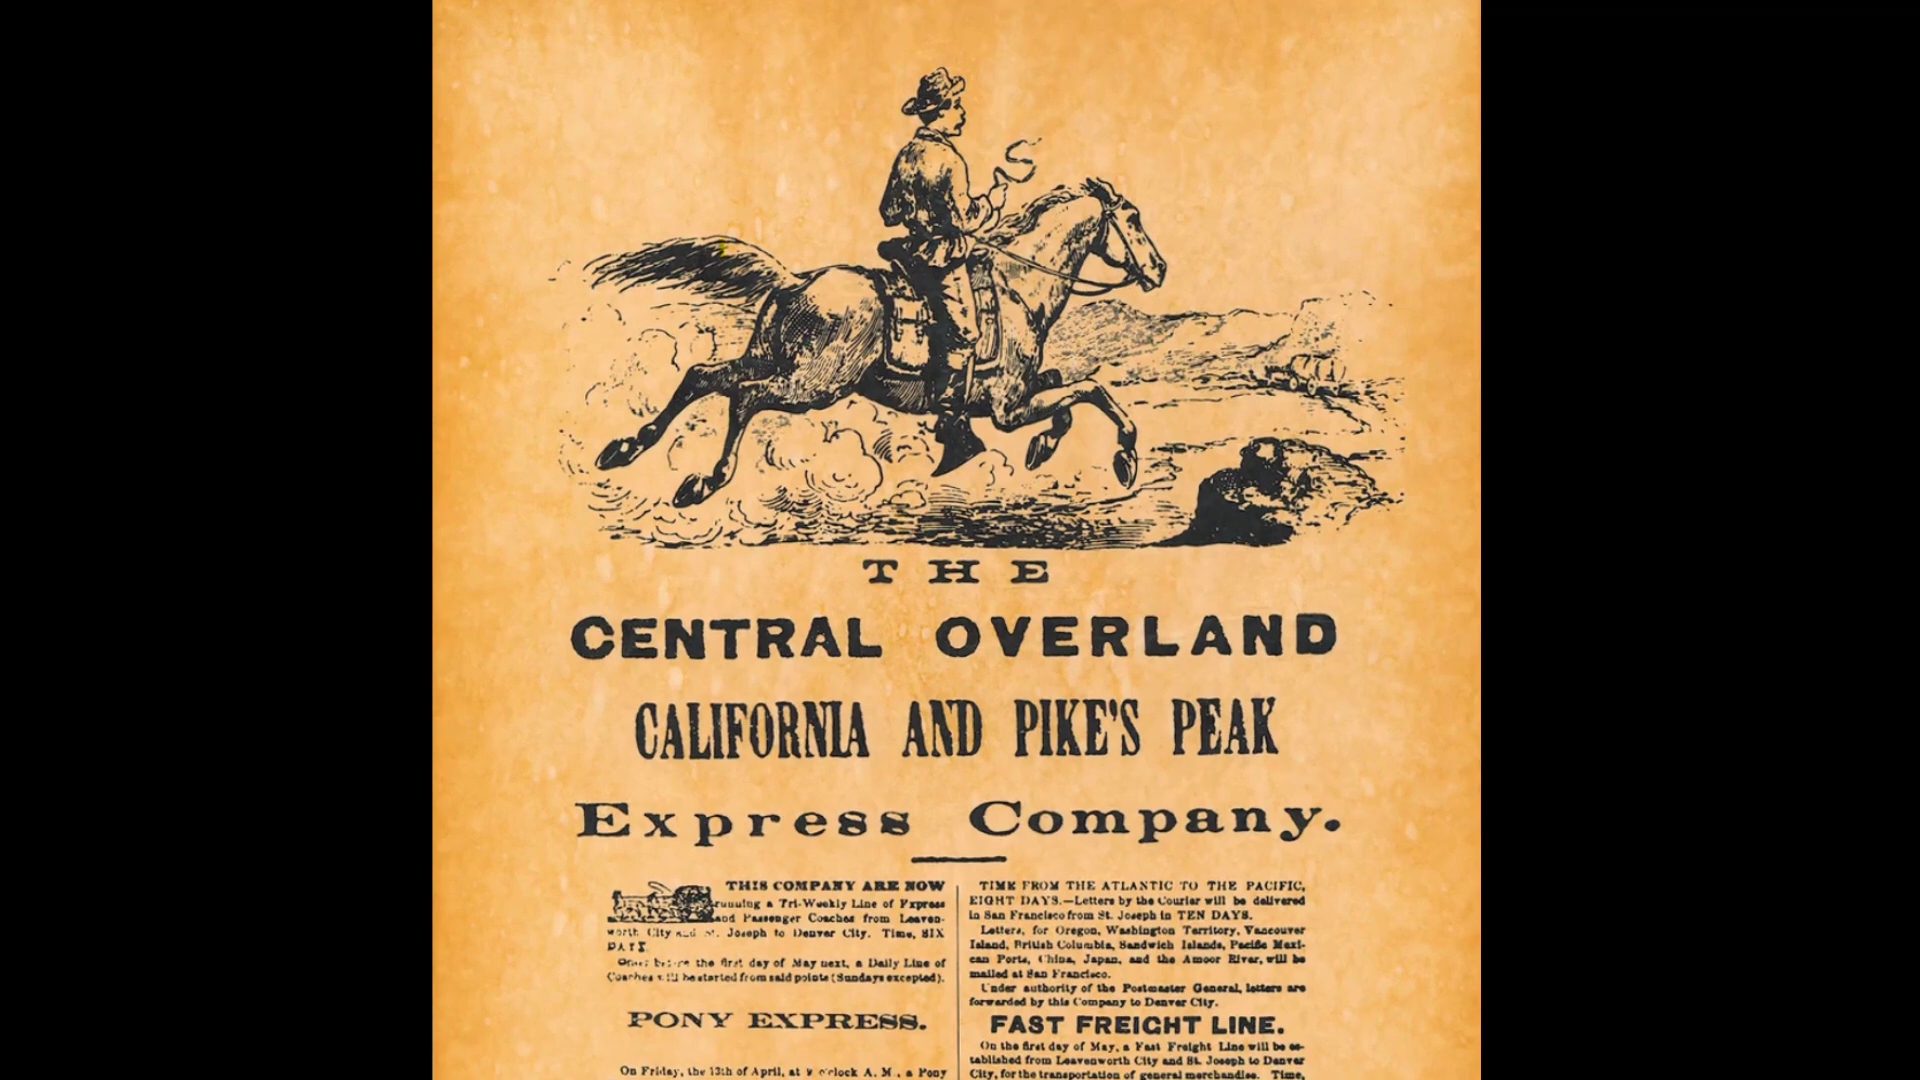 THE
CENTRAL OVERLAND
CALIFORNIA AND PIKE'S PEAK
Express Company.
THIS COMPANY ARE NOW
running a Tri-Weekly Line of Express
and Passenger Coaches from Leaven-
worth City and St. Joseph to Denver City. Time, SIX
DAYS.
On or before the first day of May next, a Daily Line of
Coaches will be started from said points (Sundays excepted).
PONY EXPRESS.
On Friday, the 13th of April, at 9 o'clock A. M., a Pony
TIME FROM THE ATLANTIC TO THE PACIFIC,
EIGHT DAYS.—Letters by the Courier will be delivered
in San Francisco from St. Joseph in TEN DAYS.
Letters, for Oregon, Washington Territory, Vancouver
Island, British Columbia, Sandwich Islands, Pacific Mexi-
can Ports, China, Japan, and the Amoor River, will be
mailed at San Francisco.
Under authority of the Postmaster General, letters are
forwarded by this Company to Denver City.
FAST FREIGHT LINE.
On the first day of May, a Fast Freight Line will be es-
tablished from Leavenworth City and St. Joseph to Denver
City, for the transportation of general merchandise. Time,